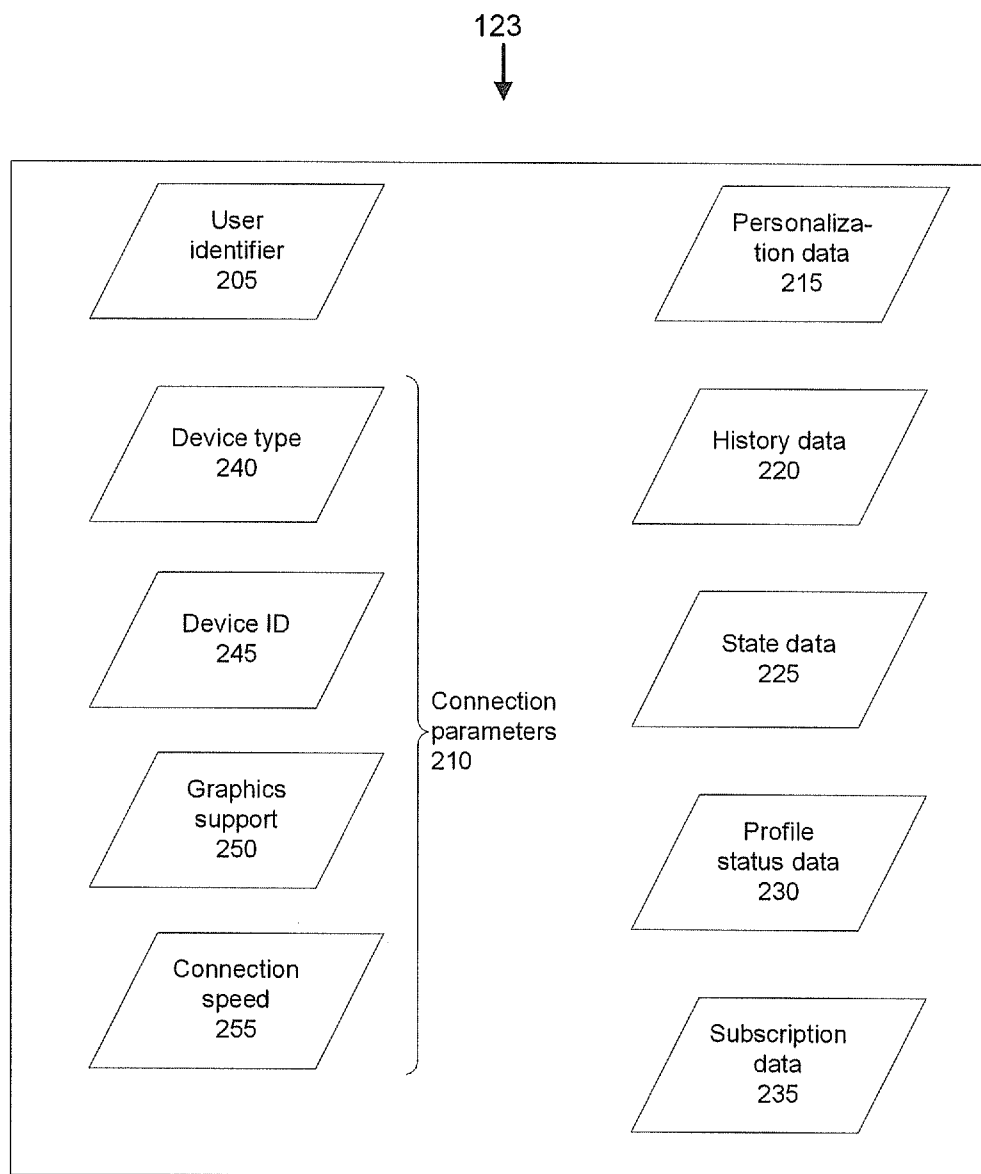 123
User
identifier
205
Personaliza-
tion data
215
Device type
240
History data
220
Device ID
245
State data
225
Connection
parameters
210
Graphics
support
250
Profile
status data
230
Connection
speed
255
Subscription
data
235